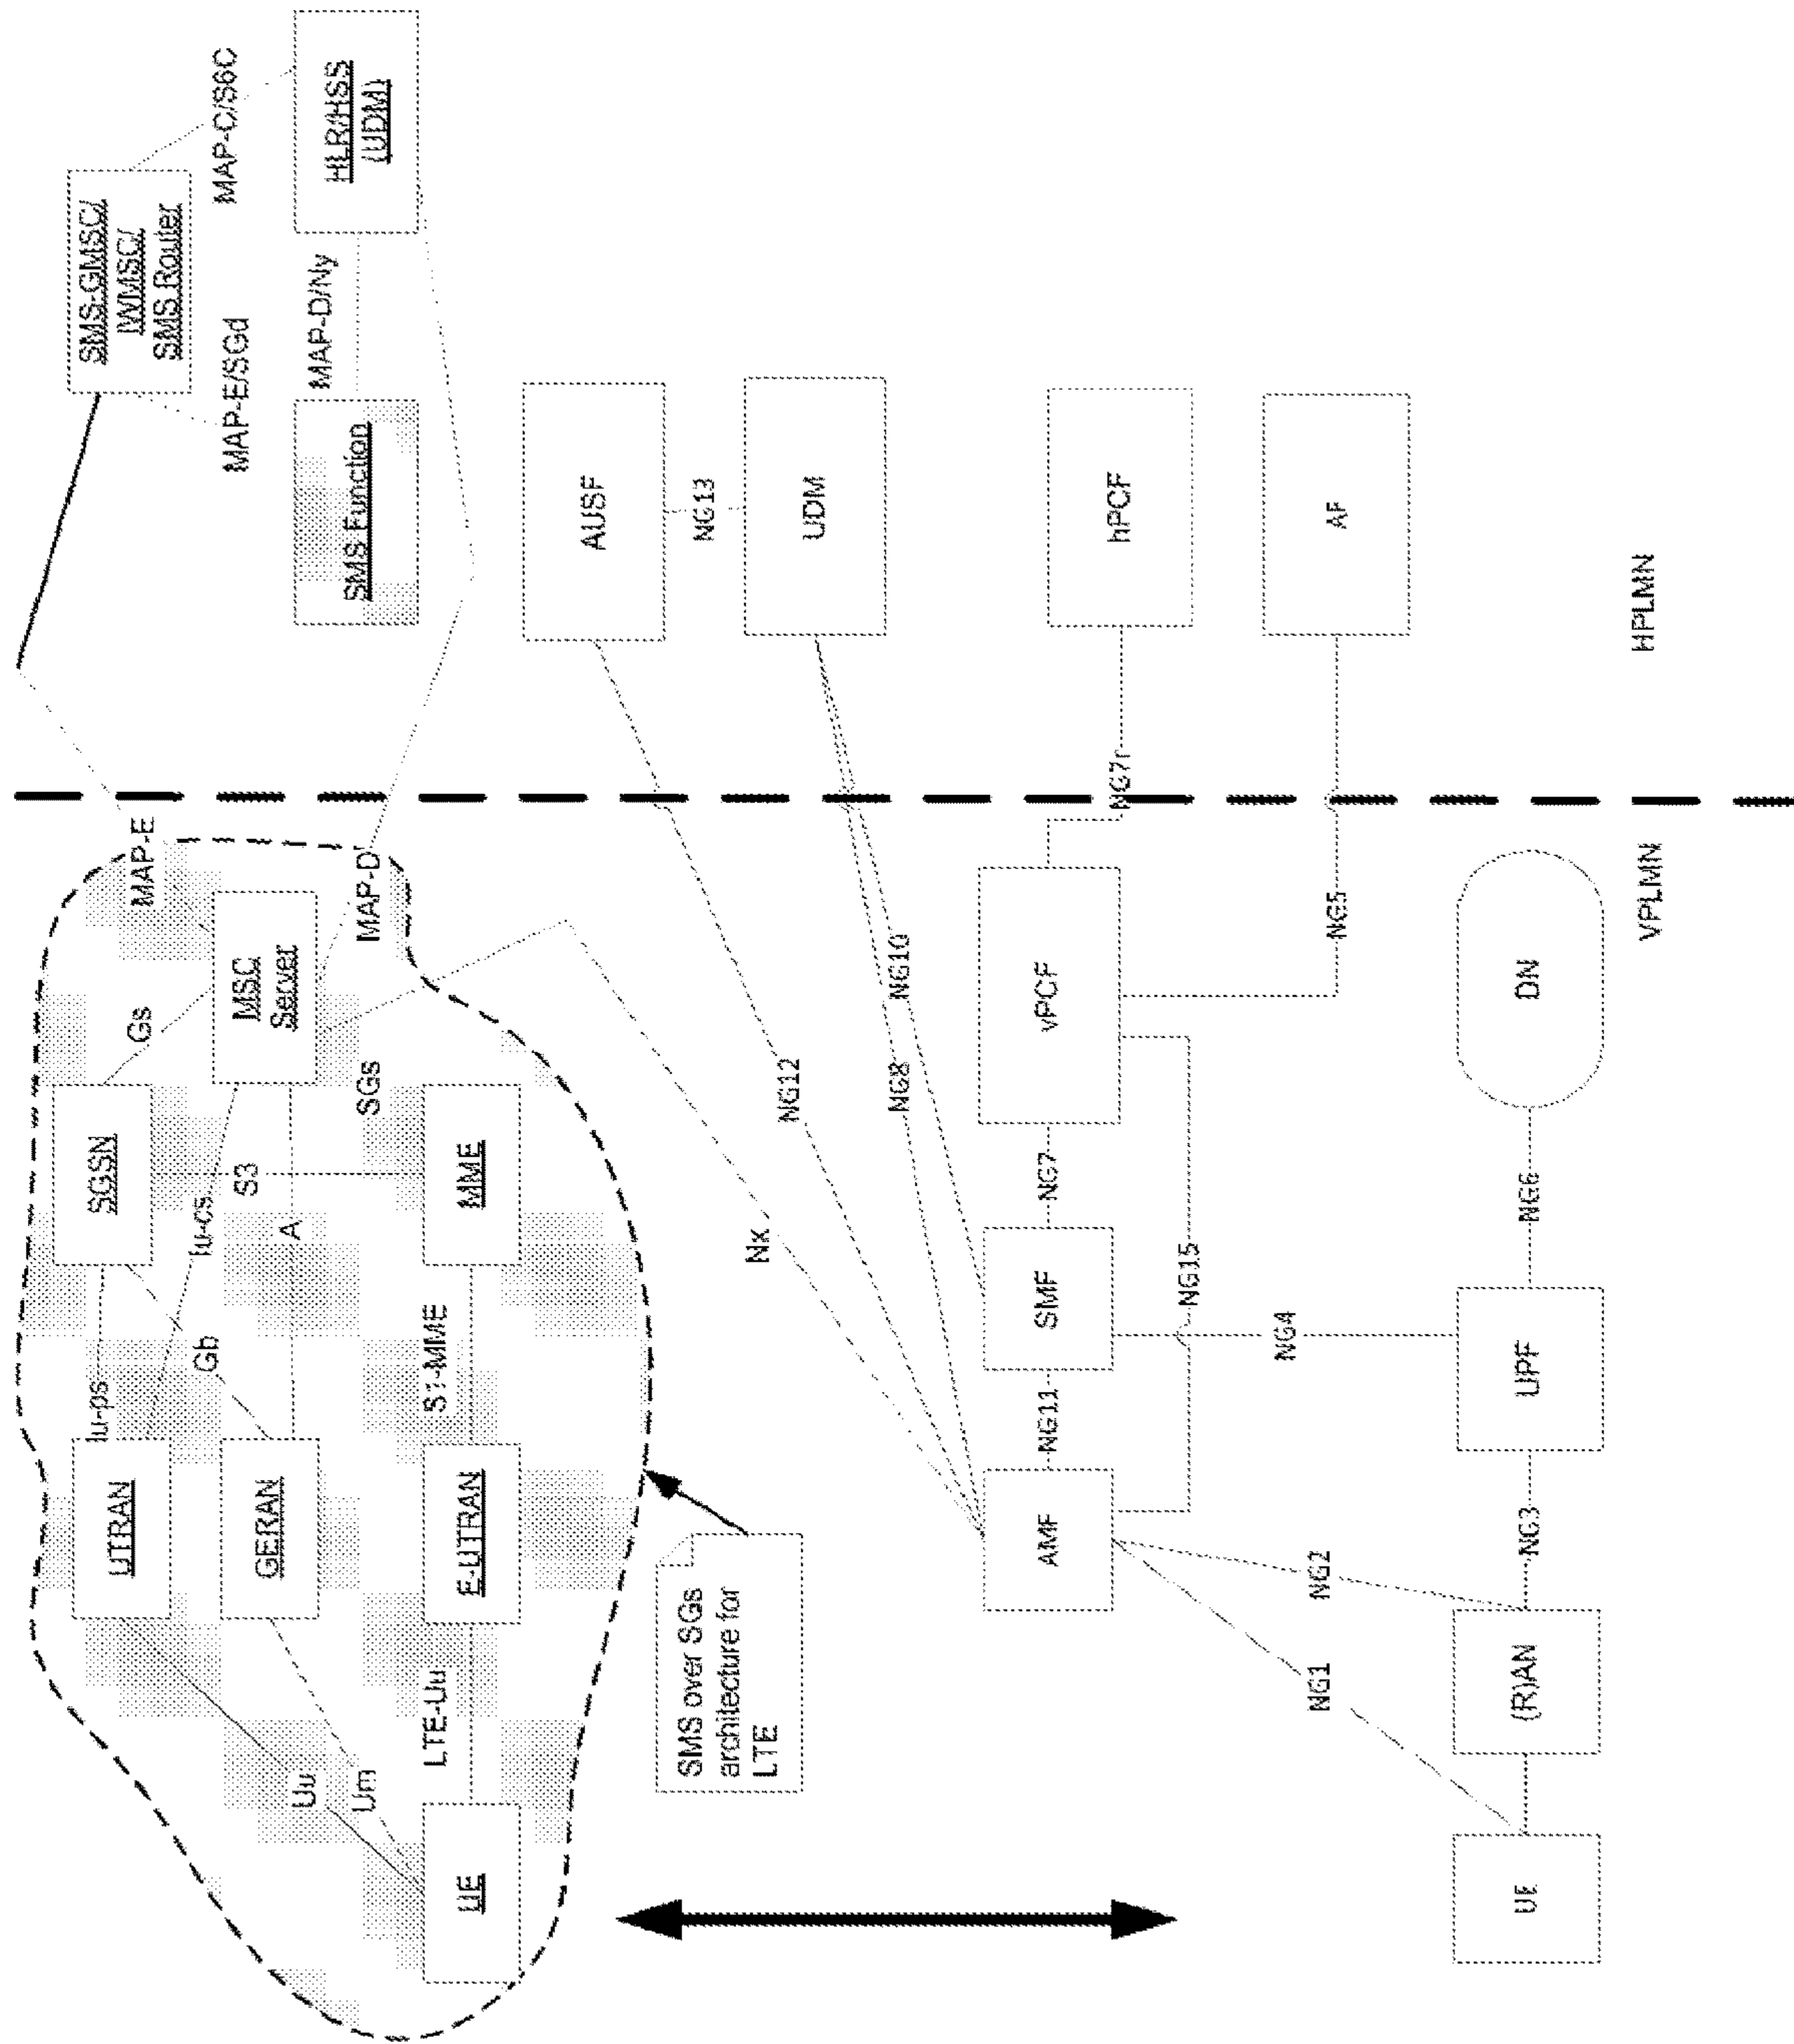 SMS-GMSC/
IWMSC/
SMS Router
MAP-C/S6C
MAP-E/SGd
HLR/HSS
(UDM)
MAP-D/Ny
SMS Function
MAP-E
MAP-D
Gs
MSC
Server
SGs
SGSN
S3
MME
Iu-cs
A
Iu-ps
Gb
S1-MME
UTRAN
GERAN
E-UTRAN
Uu
Um
LTE-Uu
UE
SMS over SGs
architecture for
LTE
AUSF
NG13
UDM
hPCF
AF
HPLMN
VPLMN
NG7r
NG5
NG12
NG10
NG8
Nx
vPCF
DN
NG7
NG15
NG6
SMF
NG4
UPF
NG11
AMF
NG3
NG2
NG1
(R)AN
UE